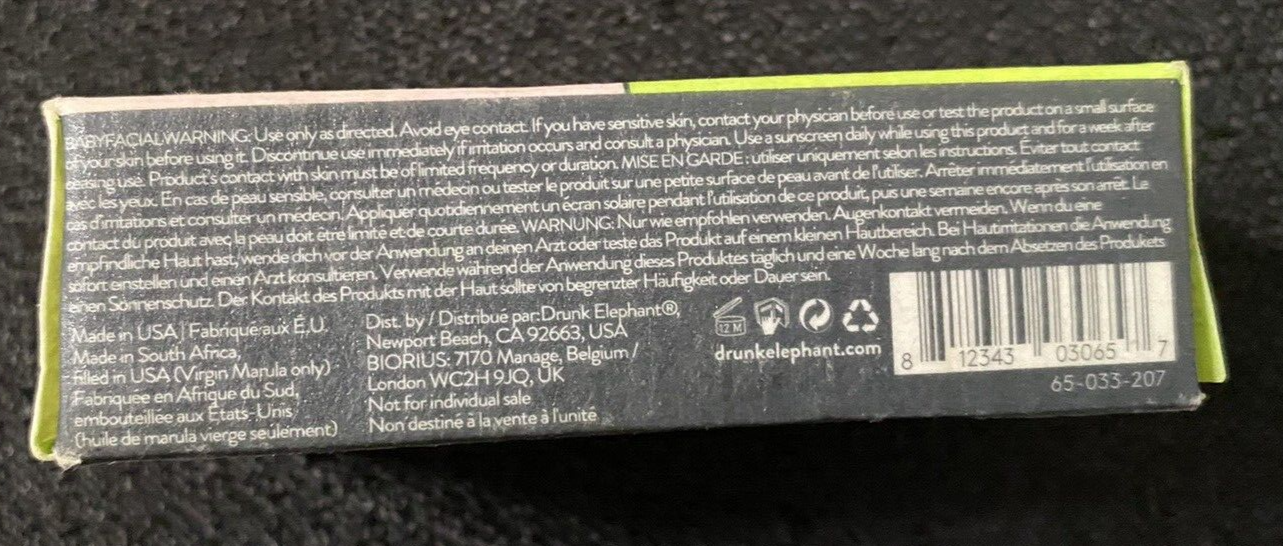 BABYFACIAL WARNING: Use only as directed. Avoid eye contact. If you have sensitive skin, contact your physician before use or test the product on a small surface
of your skin before using it. Discontinue use immediately if irritation occurs and consult a physician. Use a sunscreen daily while using this product and for a week after
ceasing use. Product's contact with skin must be of limited frequency or duration. MISE EN GARDE : utiliser uniquement selon les instructions. Éviter tout contact
avec les yeux. En cas de peau sensible, consulter un médecin ou tester le produit sur une petite surface de peau avant de l'utiliser. Arrêter immédiatement l'utilisation en
cas d'irritations et consulter un médecin. Appliquer quotidiennement un écran solaire pendant l'utilisation de ce produit, puis une semaine encore après son arrêt. Le
contact du produit avec la peau doit être limité et de courte durée. WARNUNG: Nur wie empfohlen verwenden. Augenkontakt vermeiden. Wenn du eine
empfindliche Haut hast, wende dich vor der Anwendung an deinen Arzt oder teste das Produkt auf einem kleinen Hautbereich. Bei Hautirritationen die Anwendung
sofort einstellen und einen Arzt konsultieren. Verwende während der Anwendung dieses Produktes täglich und eine Woche lang nach dem Absetzen des Produkets
einen Sonnenschutz. Der Kontakt des Produkts mit der Haut sollte von begrenzter Häufigkeit oder Dauer sein.
Made in USA | Fabriqué aux É.U.
Made in South Africa,
filled in USA (Virgin Marula only)
Fabriquée en Afrique du Sud,
embouteillée aux États-Unis
(huile de marula vierge seulement)
Dist. by / Distribué par: Drunk Elephant®,
Newport Beach, CA 92663, USA
BIORIUS: 7170 Manage, Belgium /
London WC2H 9JQ, UK
Not for individual sale
Non destiné à la vente à l'unité
12 M
drunkelephant.com
8 12343 03065 7
65-033-207